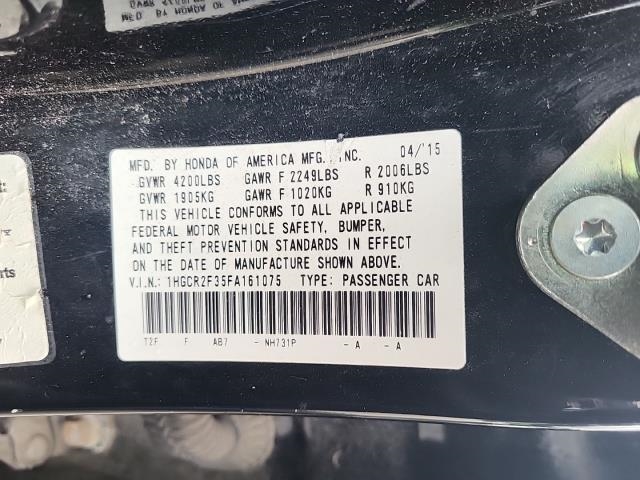 MFD. BY HONDA OF AMERICA MFG., INC. 04/'15
GVWR 4200LBS GAWR F 2249LBS R 2006LBS
GVWR 1905KG GAWR F 1020KG R 910KG
THIS VEHICLE CONFORMS TO ALL APPLICABLE
FEDERAL MOTOR VEHICLE SAFETY, BUMPER,
AND THEFT PREVENTION STANDARDS IN EFFECT
ON THE DATE OF MANUFACTURE SHOWN ABOVE.
V.I.N.: 1HGCR2F35FA161075 TYPE: PASSENGER CAR
T2F F AB7 - NH731P - A - A